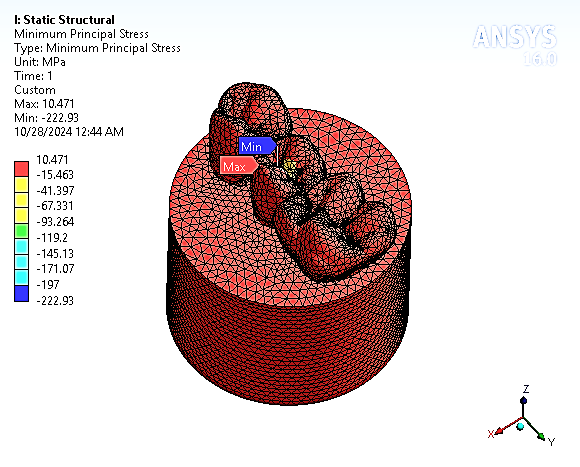 I: Static Structural
Minimum Principal Stress
Type: Minimum Principal Stress
Unit: MPa
Time: 1
Custom
Max: 10.471
Min: -222.93
10/28/2024 12:44 AM
ANSYS
16.0
10.471
-15.463
-41.397
-67.331
-93.264
-119.2
-145.13
-171.07
-197
-222.93
Min
Max
Z
X
Y